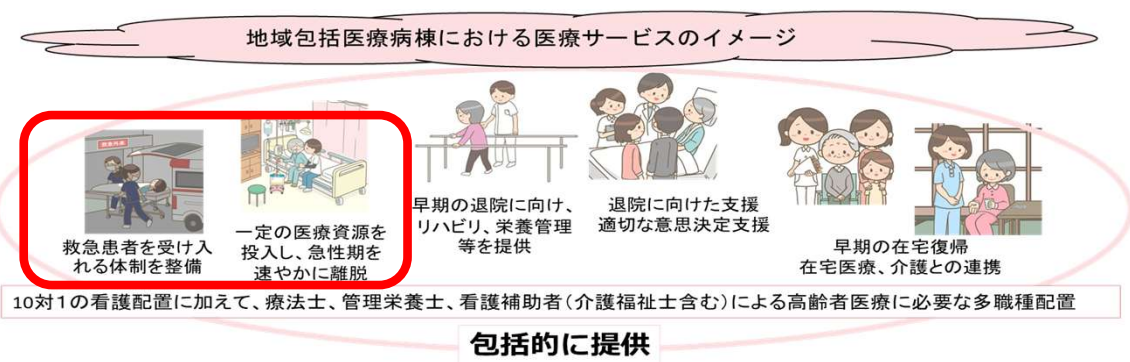 地域包括医療病棟における医療サービスのイメージ
救急患者を受け入
れる体制を整備
一定の医療資源を
投入し、急性期を
速やかに離脱
早期の退院に向け、
リハビリ、栄養管理
等を提供
退院に向けた支援
適切な意思決定支援
早期の在宅復帰
在宅医療、介護との連携
10対1の看護配置に加えて、療法士、管理栄養士、看護補助者(介護福祉士含む)による高齢者医療に必要な多職種配置
包括的に提供